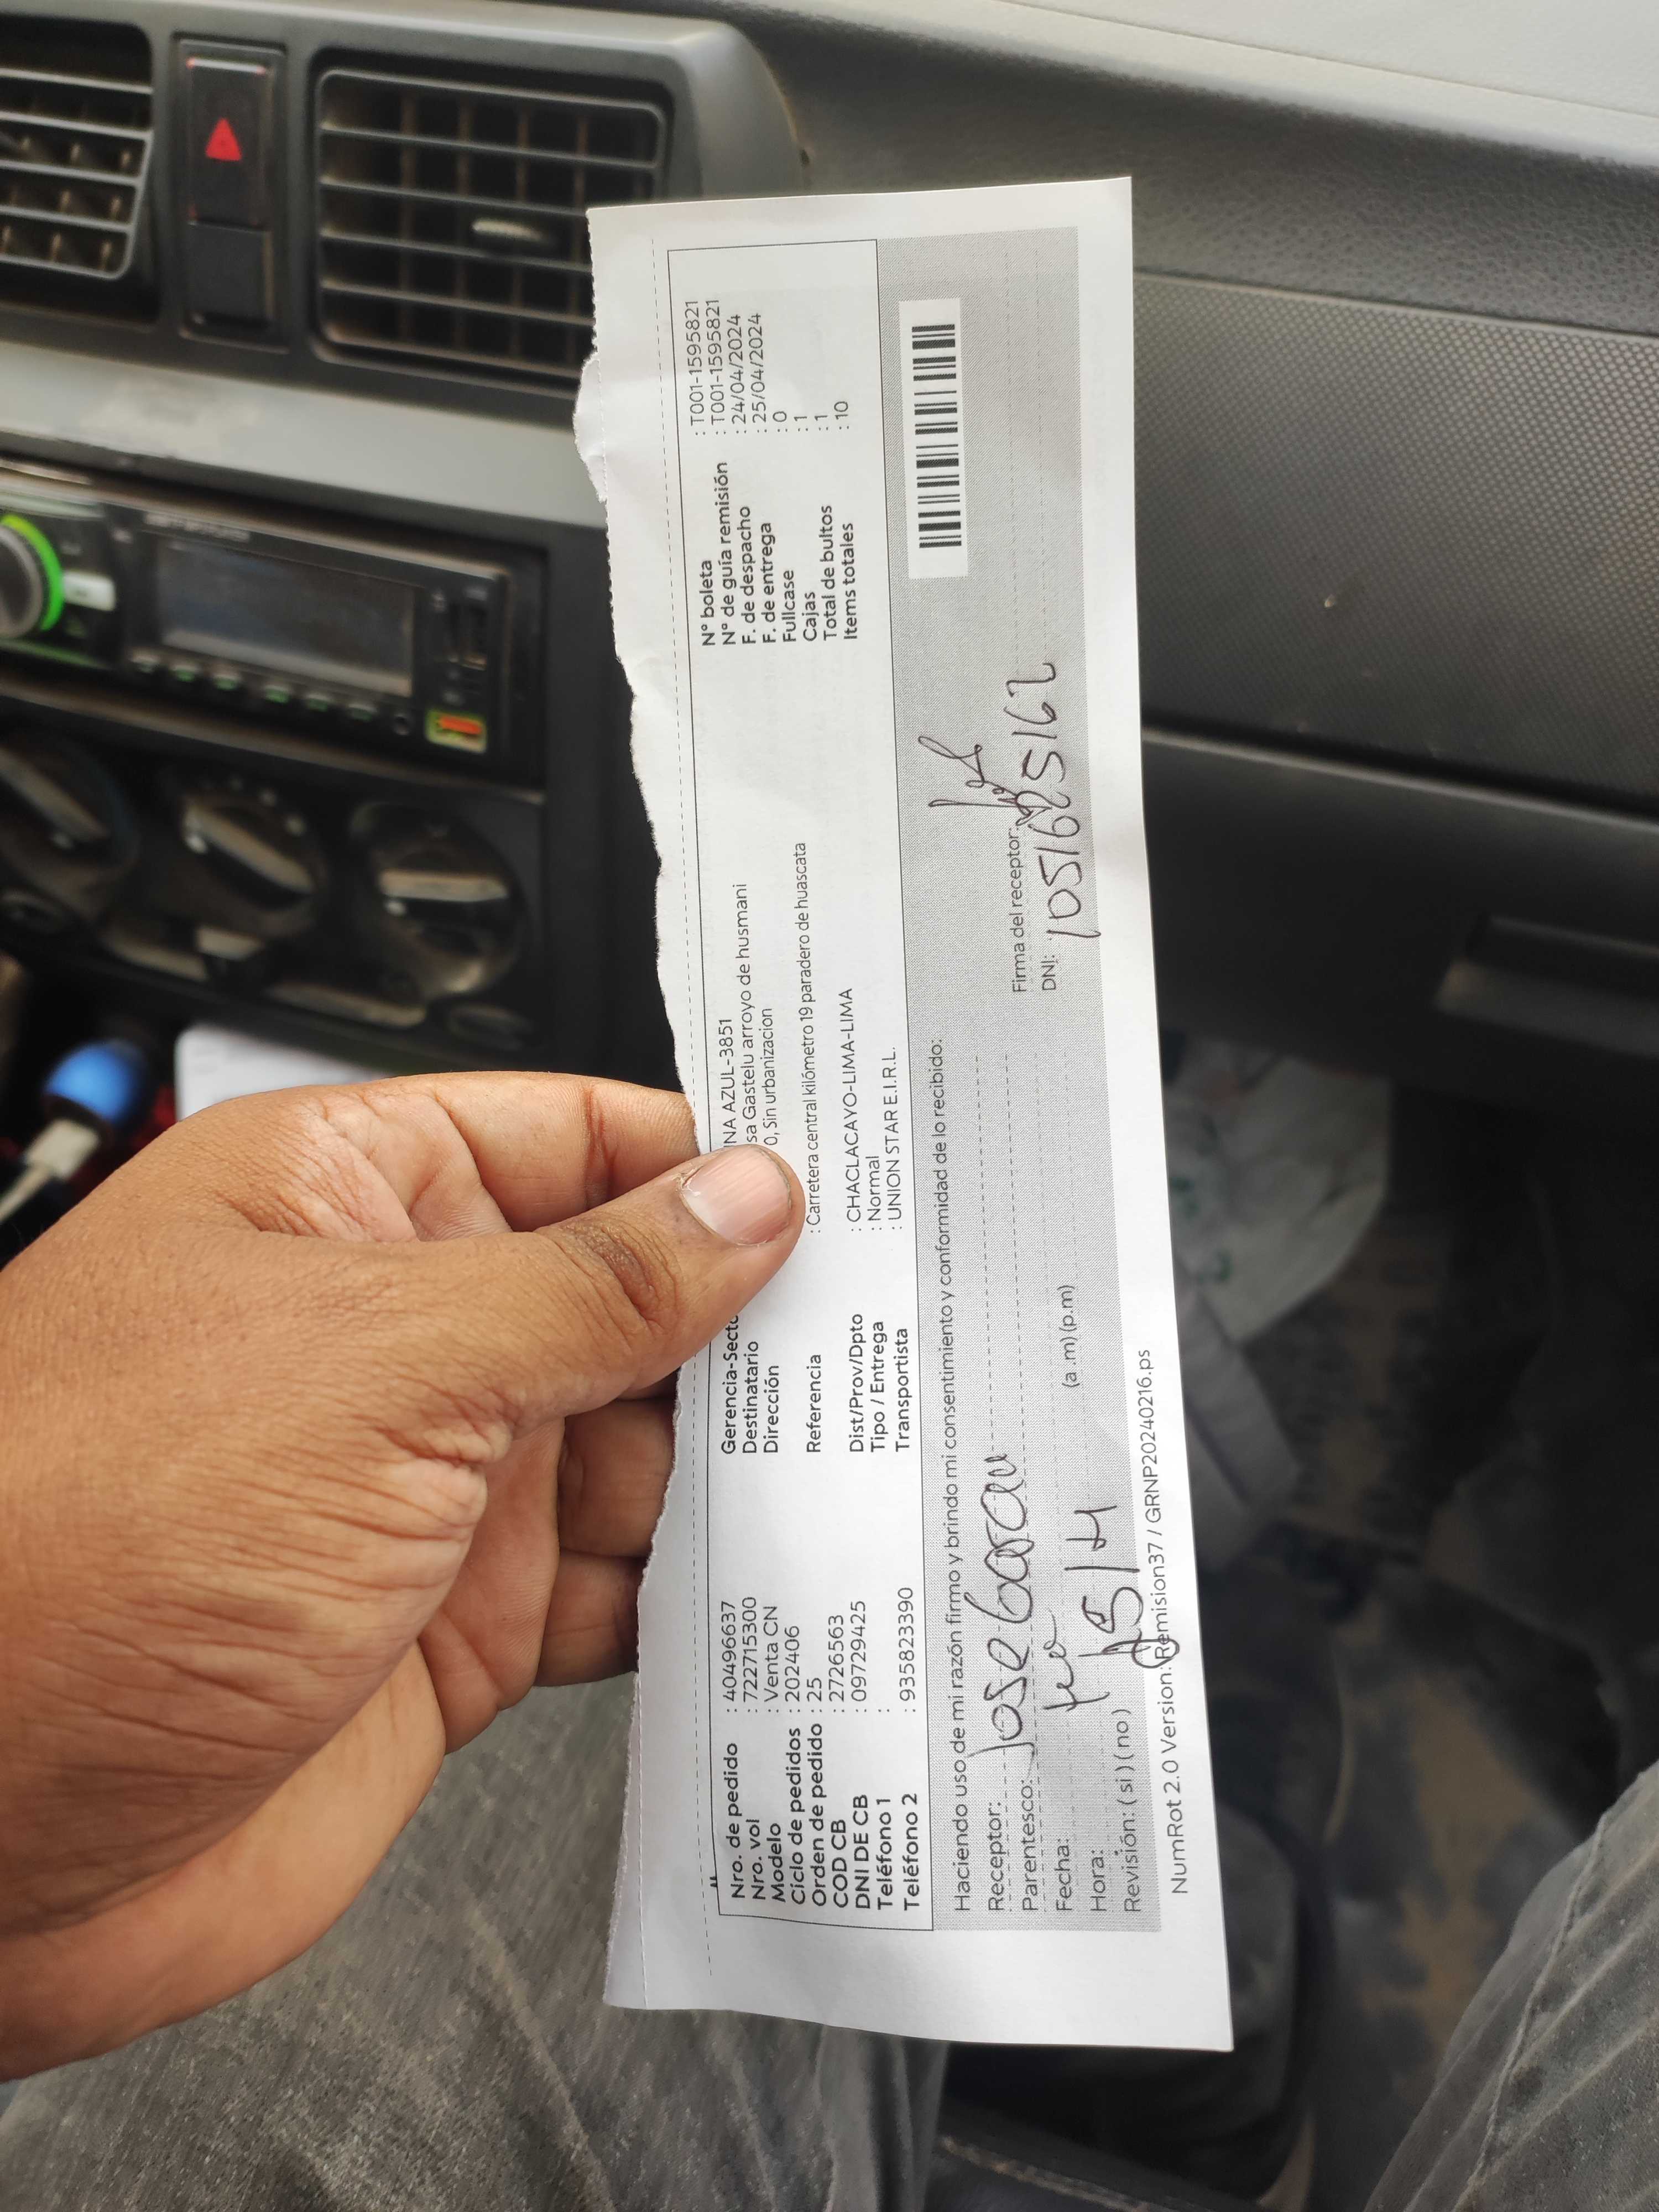 Nro. de pedido : 40496637
Nro. vol : 722715300
Modelo : Venta CN
Ciclo de pedidos : 202406
Orden de pedido : 25
COD CB : 2726563
DNI DE CB : 09729425
Teléfono 1 :
Teléfono 2 : 935823390
Gerencia-Secto NA AZUL-3851
Destinatario sa Gastelu arroyo de husmani
Dirección 0, Sin urbanizacion
Referencia : Carretera central kilómetro 19 paradero de huascata
Dist/Prov/Dpto : CHACLACAYO-LIMA-LIMA
Tipo / Entrega : Normal
Transportista : UNION STAR E.I.R.L.
N° boleta : T001-1595821
N° de guía remisión : T001-1595821
F. de despacho : 24/04/2024
F. de entrega : 25/04/2024
Fullcase : 0
Cajas : 1
Total de bultos : 1
Items totales : 10
Haciendo uso de mi razón firmo y brindo mi consentimiento y conformidad de lo recibido:
Receptor: Jose
Parentesco:
Fecha:
Hora: (a .m) (p.m)
Revisión: ( si ) ( no )
Firma del receptor:
DNI:
NumRot 2.0 Version: Remision37 / GRNP20240216.ps